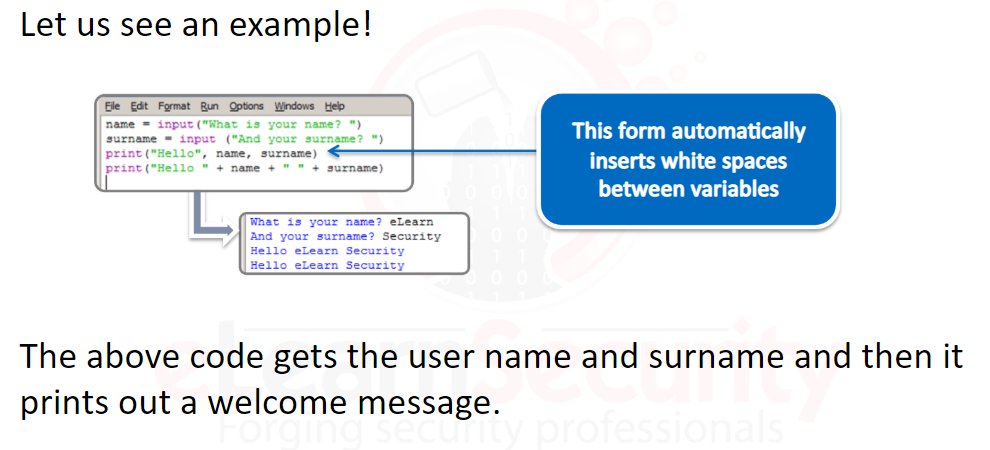 Let us see an example!
File Edit Format Run Options Windows Help
name = input("What is your name? ")
surname = input ("And your surname? ")
print("Hello", name, surname)
print("Hello " + name + " " + surname)
This form automatically
inserts white spaces
between variables
What is your name? eLearn
And your surname? Security
Hello eLearn Security
Hello eLearn Security
The above code gets the user name and surname and then it
prints out a welcome message.
eLearnSecurity
Forging security professionals